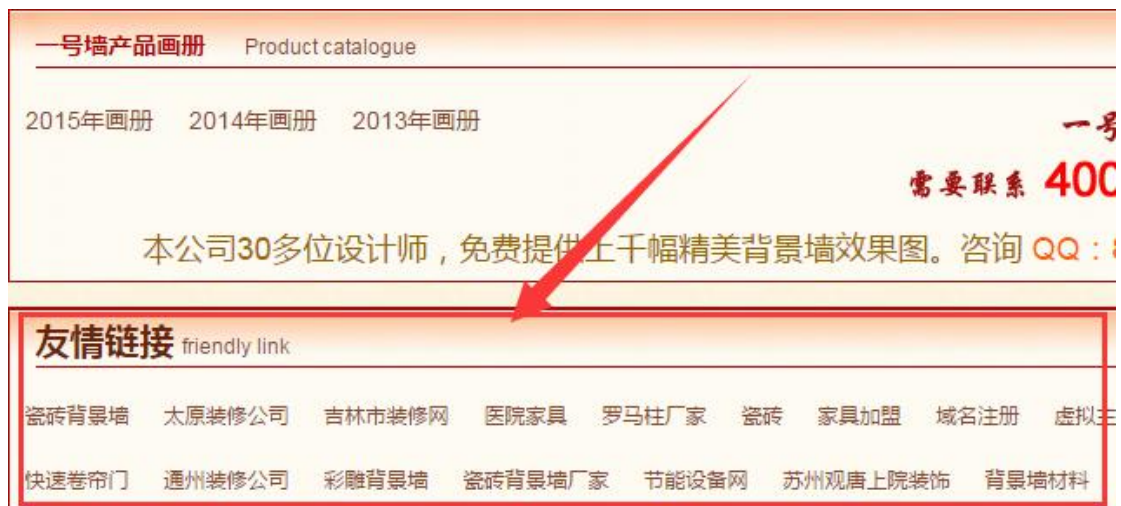 一号墙产品画册 Product catalogue
2015年画册 2014年画册 2013年画册
一号
需要联系 400
本公司30多位设计师，免费提供上千幅精美背景墙效果图。咨询 QQ：8
友情链接 friendly link
瓷砖背景墙 太原装修公司 吉林市装修网 医院家具 罗马柱厂家 瓷砖 家具加盟 域名注册 虚拟主
快速卷帘门 通州装修公司 彩雕背景墙 瓷砖背景墙厂家 节能设备网 苏州观唐上院装饰 背景墙材料